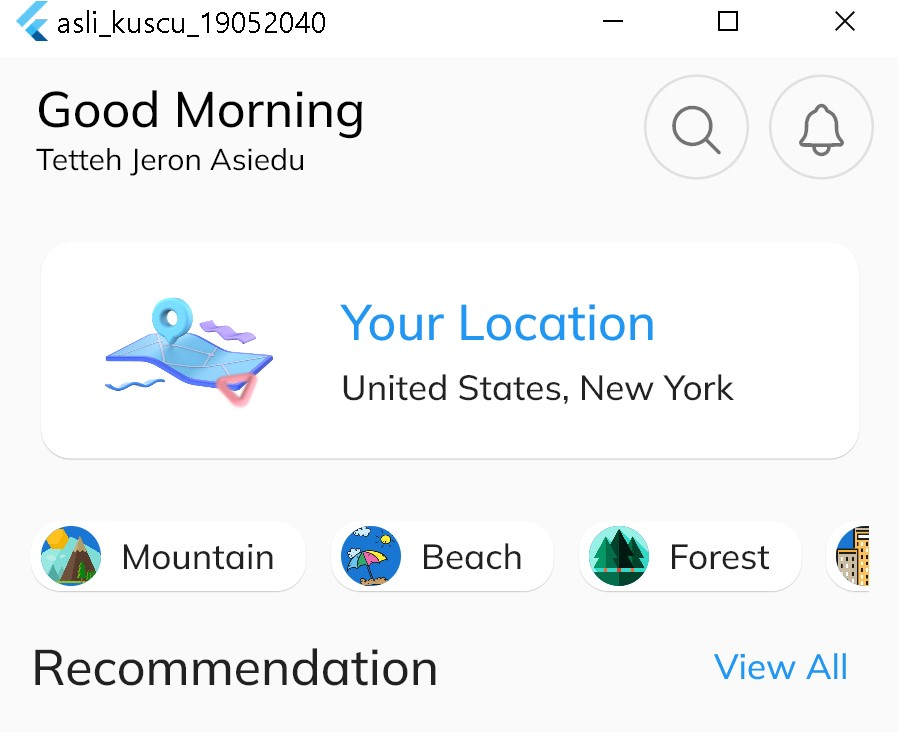 asli_kuscu_19052040
Good Morning
Tetteh Jeron Asiedu
Your Location
United States, New York
Mountain
Beach
Forest
Recommendation
View All